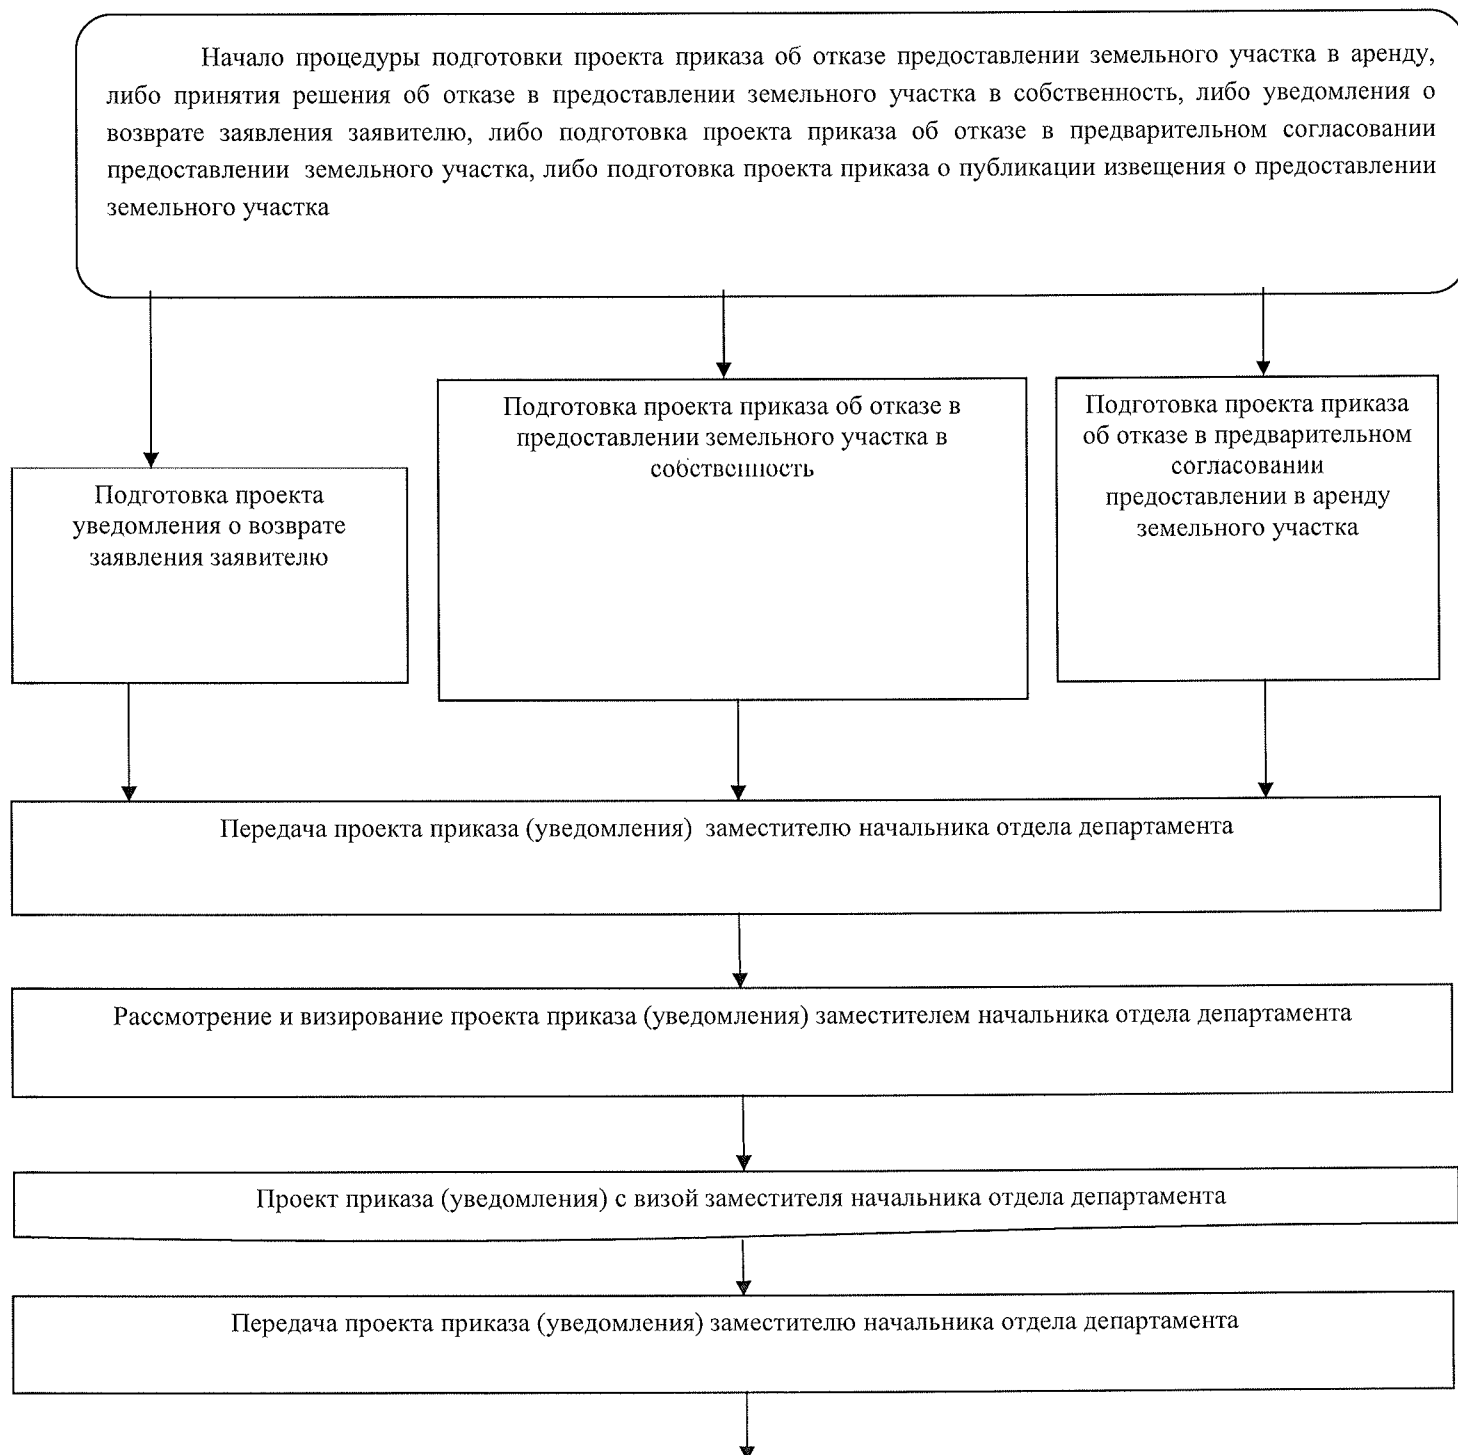 Начало процедуры подготовки проекта приказа об отказе предоставлении земельного участка в аренду,
либо принятия решения об отказе в предоставлении земельного участка в собственность, либо уведомления о
возврате заявления заявителю, либо подготовка проекта приказа об отказе в предварительном согласовании
предоставлении земельного участка, либо подготовка проекта приказа о публикации извещения о предоставлении
земельного участка
Подготовка проекта
уведомления о возврате
заявления заявителю
Подготовка проекта приказа об отказе в
предоставлении земельного участка в
собственность
Подготовка проекта приказа
об отказе в предварительном
согласовании
предоставлении в аренду
земельного участка
Передача проекта приказа (уведомления) заместителю начальника отдела департамента
Рассмотрение и визирование проекта приказа (уведомления) заместителем начальника отдела департамента
Проект приказа (уведомления) с визой заместителя начальника отдела департамента
Передача проекта приказа (уведомления) заместителю начальника отдела департамента